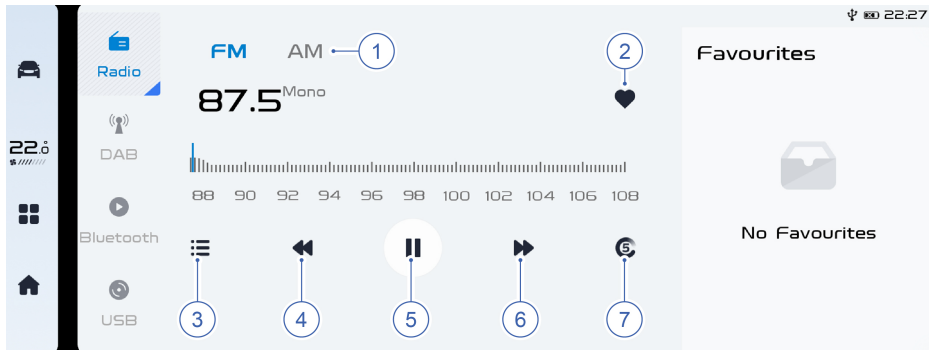 22:27
22.0
Radio
DAB
Bluetooth
USB
FM AM 1
2
87.5 Mono
88 90 92 94 96 98 100 102 104 106 108
5
3 4 5 6 7
Favourites
No Favourites